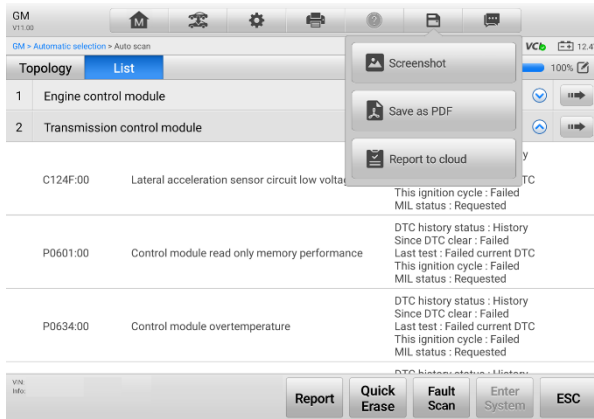 GM
V11.00
M
?
GM > Automatic selection > Auto scan
VCb
12.4
Topology
List
100%
Screenshot
Save as PDF
Report to cloud
1 Engine control module
2 Transmission control module
C124F:00 Lateral acceleration sensor circuit low
This ignition cycle : Failed
MIL status : Requested
P0601:00 Control module read only memory performance
DTC history status : History
Since DTC clear : Failed
Last test : Failed current DTC
This ignition cycle : Failed
MIL status : Requested
P0634:00 Control module overtemperature
DTC history status : History
Since DTC clear : Failed
Last test : Failed current DTC
This ignition cycle : Failed
MIL status : Requested
VIN:
Info:
Report
Quick Erase
Fault Scan
Enter System
ESC